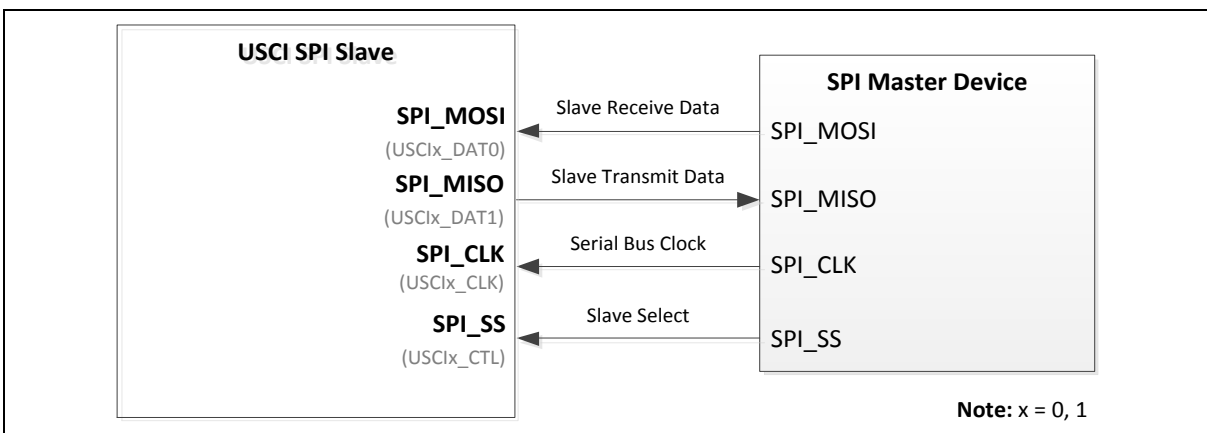 USCI SPI Slave
SPI Master Device
SPI_MOSI
(USCIx_DAT0)
Slave Receive Data
SPI_MOSI
SPI_MISO
(USCIx_DAT1)
Slave Transmit Data
SPI_MISO
SPI_CLK
(USCIx_CLK)
Serial Bus Clock
SPI_CLK
SPI_SS
(USCIx_CTL)
Slave Select
SPI_SS
Note: x = 0, 1